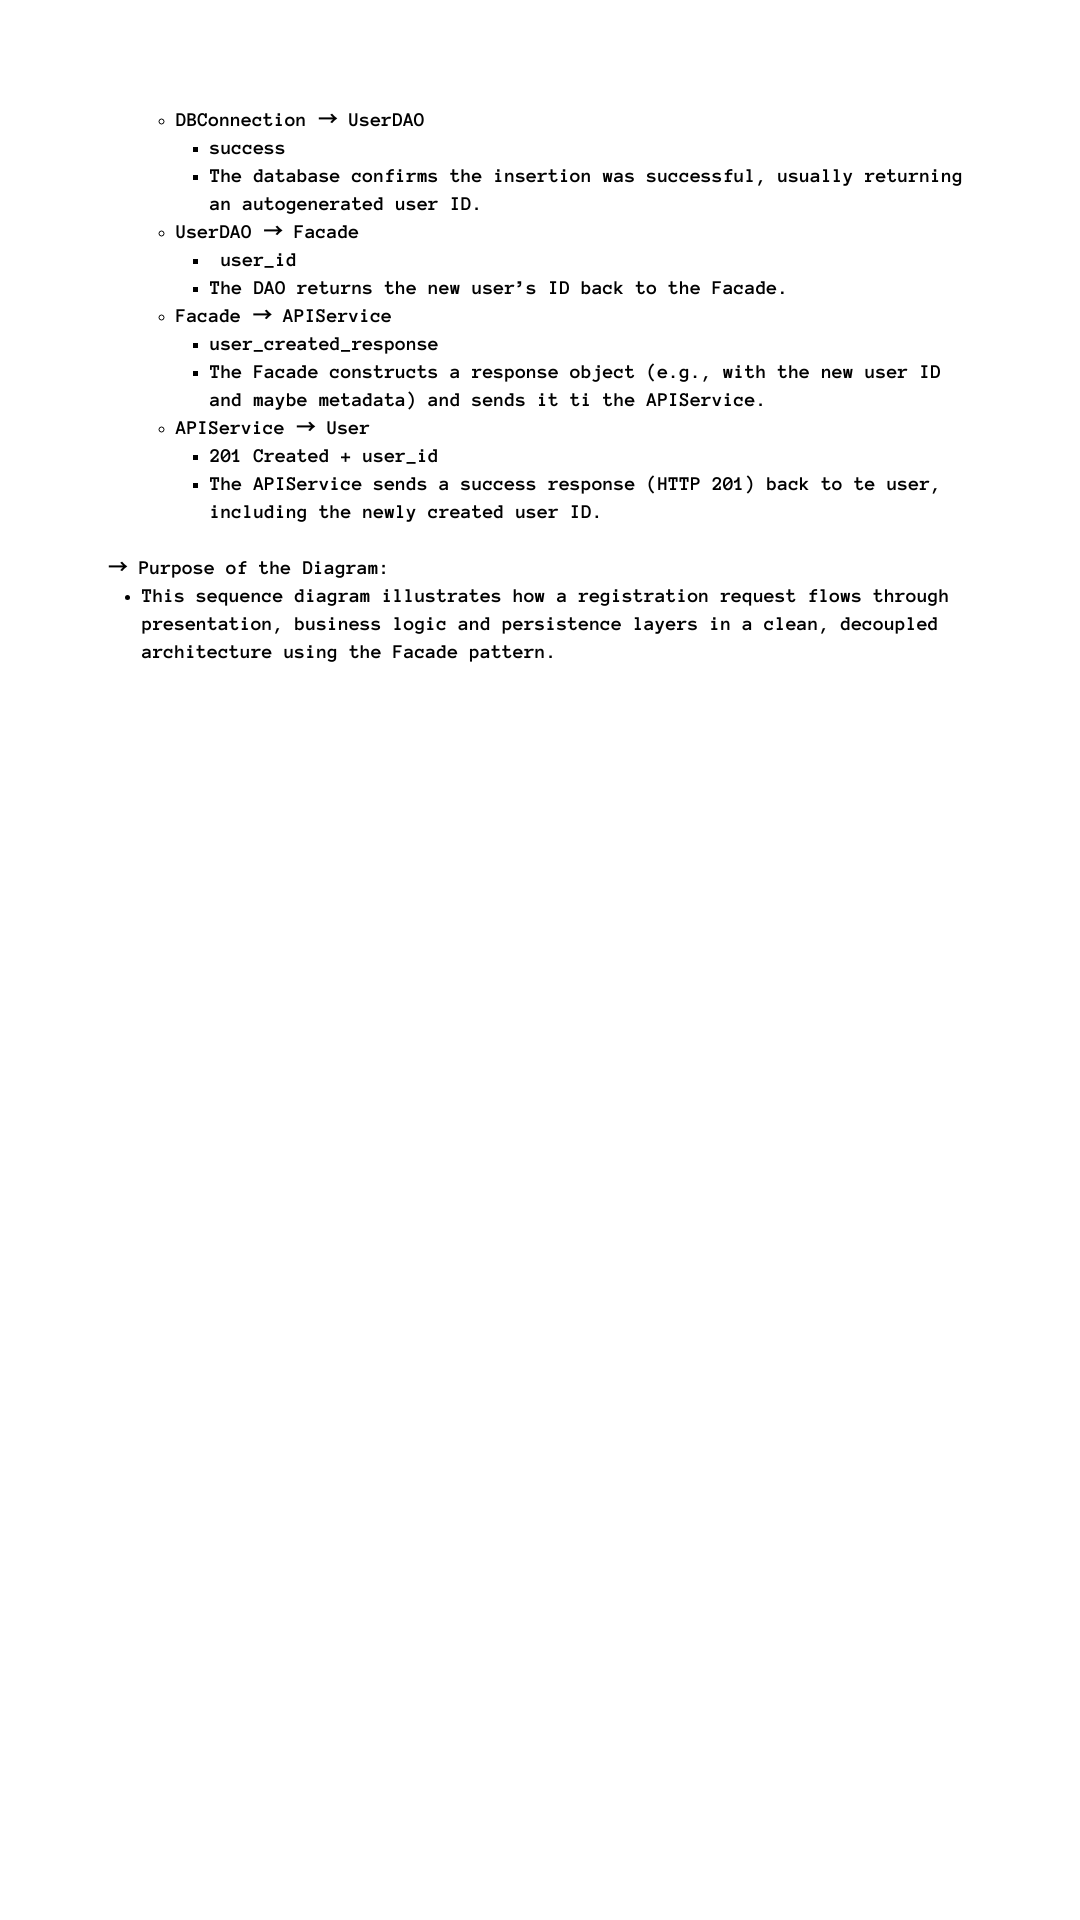 ◦ DBConnection → UserDAO
▪ success
▪ The database confirms the insertion was successful, usually returning
an autogenerated user ID.
◦ UserDAO → Facade
▪ user_id
▪ The DAO returns the new user’s ID back to the Facade.
◦ Facade → APIService
▪ user_created_response
▪ The Facade constructs a response object (e.g., with the new user ID
and maybe metadata) and sends it ti the APIService.
◦ APIService → User
▪ 201 Created + user_id
▪ The APIService sends a success response (HTTP 201) back to te user,
including the newly created user ID.
→ Purpose of the Diagram:
• This sequence diagram illustrates how a registration request flows through
presentation, business logic and persistence layers in a clean, decoupled
architecture using the Facade pattern.